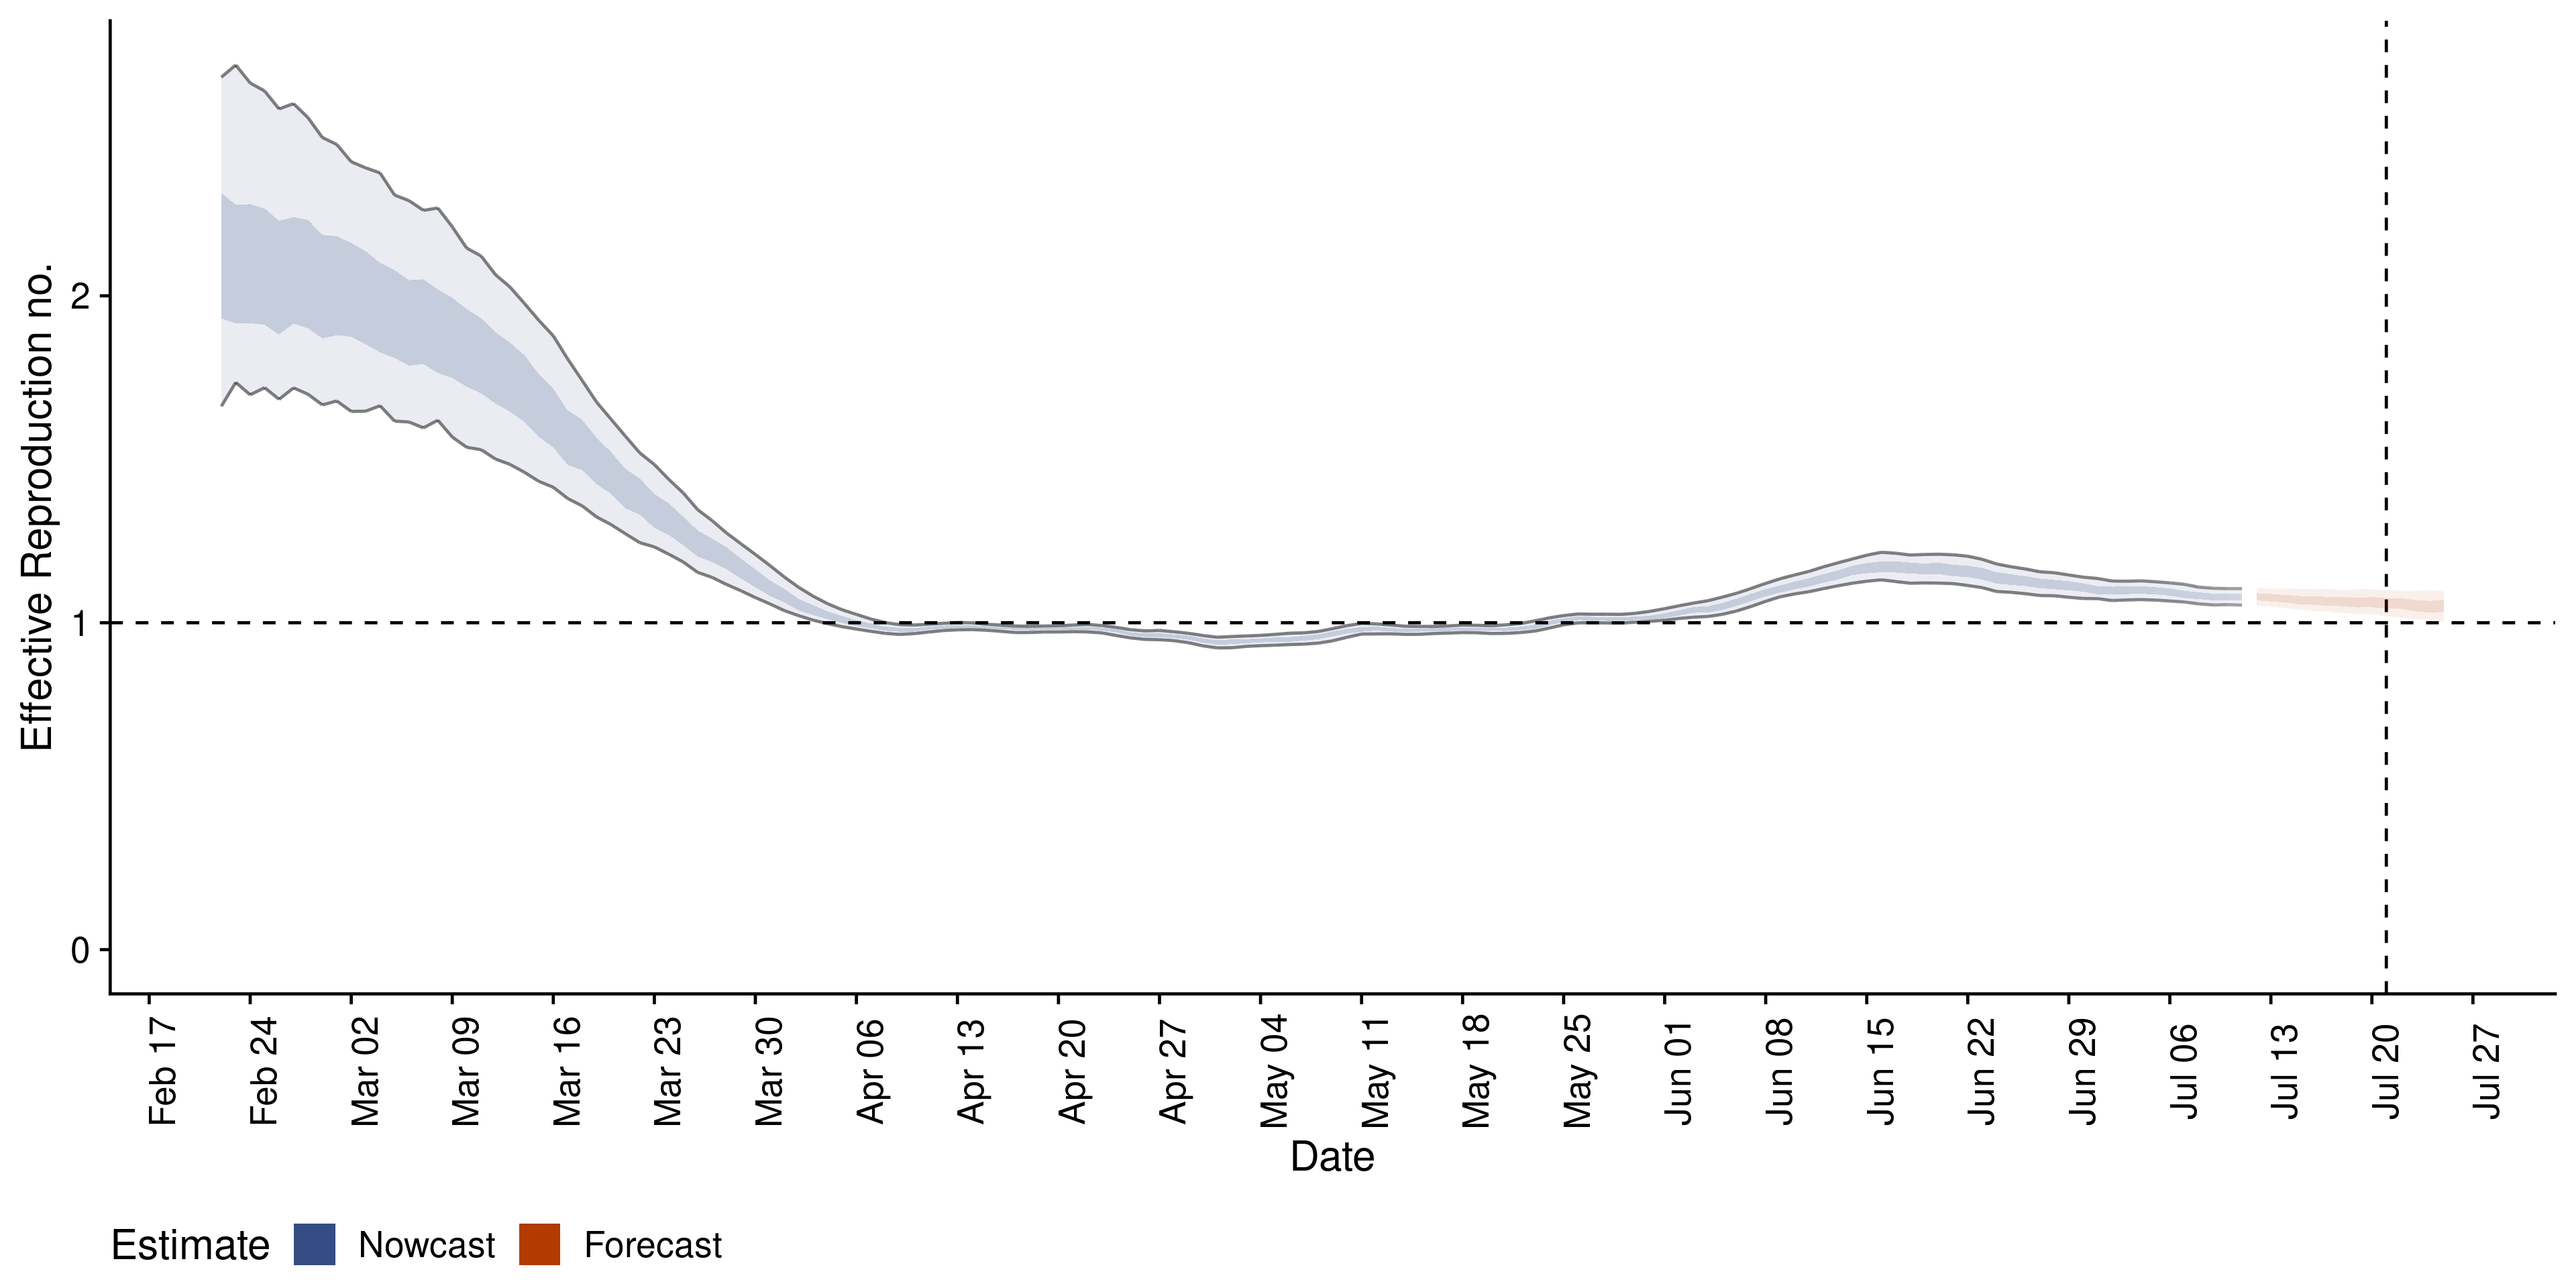 Effective Reproduction no.
2
1
0
Feb 17
Feb 24
Mar 02
Mar 09
Mar 16
Mar 23
Mar 30
Apr 06
Apr 13
Apr 20
Apr 27
May 04
May 11
May 18
May 25
Jun 01
Jun 08
Jun 15
Jun 22
Jun 29
Jul 06
Jul 13
Jul 20
Jul 27
Date
Estimate Nowcast Forecast